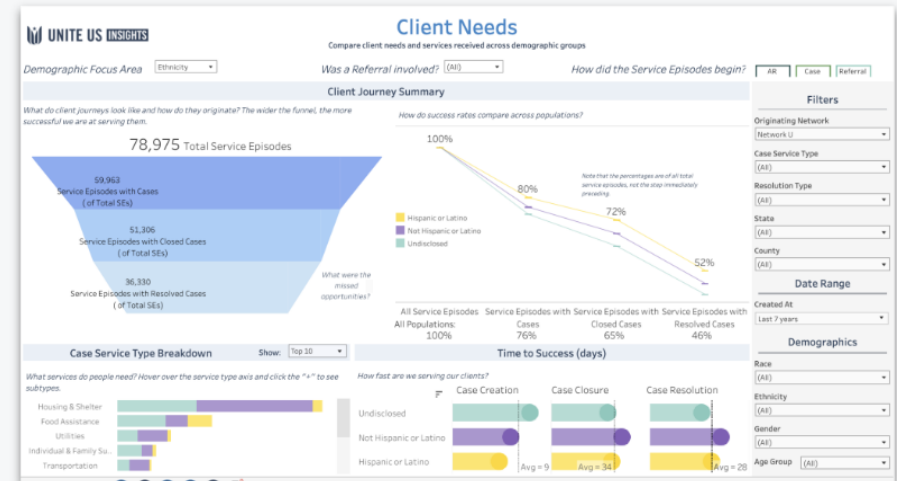 UNITE US INSIGHTS
Client Needs
Compare client needs and services received across demographic groups
Demographic Focus Area
Ethnicity
Was a Referral involved?
(All)
How did the Service Episodes begin?
AR
Case
Referral
Client Journey Summary
What do client journeys look like and how do they originate? The wider the funnel, the more
successful we are at serving them.
78,975 Total Service Episodes
59,963
Service Episodes with Cases
( of Total SEs)
51,306
Service Episodes with Closed Cases
( of Total SEs)
36,330
Service Episodes with Resolved Cases
( of Total SEs)
What were the
missed
opportunities?
How do success rates compare across populations?
100%
80%
72%
52%
Note that the percentages are of all total
service episodes, not the step immediately
preceding.
Hispanic or Latino
Not Hispanic or Latino
Undisclosed
All Service Episodes
Service Episodes with
Cases
Service Episodes with
Closed Cases
Service Episodes with
Resolved Cases
All Populations:
100%
76%
65%
46%
Case Service Type Breakdown
Show:
Top 10
What services do people need? Hover over the service type axis and click the "+" to see
subtypes.
Housing & Shelter
Food Assistance
Utilities
Individual & Family Su..
Transportation
Time to Success (days)
How fast are we serving our clients?
Case Creation
Case Closure
Case Resolution
Undisclosed
Not Hispanic or Latino
Hispanic or Latino
Avg = 9
Avg = 34
Avg = 28
Filters
Originating Network
Network U
Case Service Type
(All)
Resolution Type
(All)
State
(All)
County
(All)
Date Range
Created At
Last 7 years
Demographics
Race
(All)
Ethnicity
(All)
Gender
(All)
Age Group
(All)